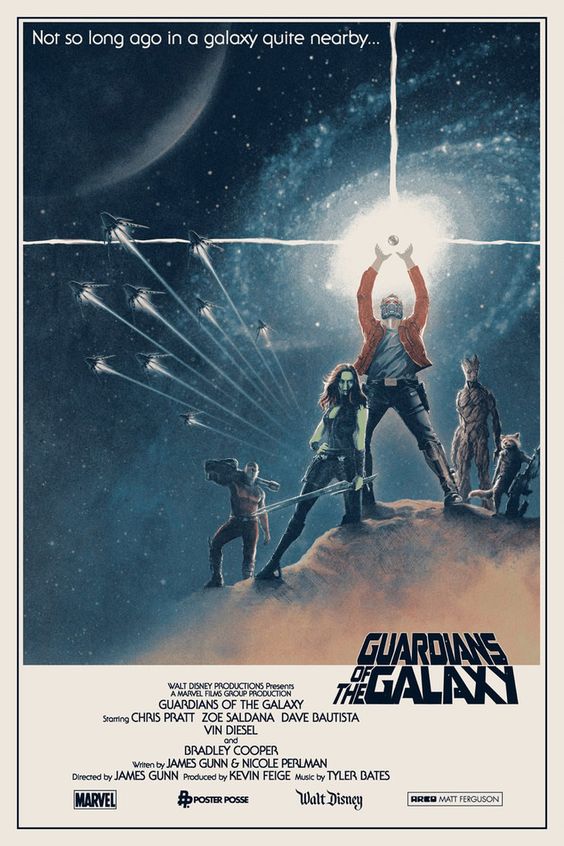 Not so long ago in a galaxy quite nearby...
GUARDIANS
OF
THE GALAXY
WALT DISNEY PRODUCTIONS Presents
A MARVEL FILMS GROUP PRODUCTION
GUARDIANS OF THE GALAXY
Starring CHRIS PRATT ZOE SALDANA DAVE BAUTISTA
VIN DIESEL
and
BRADLEY COOPER
Writen by JAMES GUNN & NICOLE PERLMAN
Directed by JAMES GUNN Produced by KEVIN FEIGE Music by TYLER BATES
MARVEL
PP POSTER POSSE
Walt Disney
MATT FERGUSON